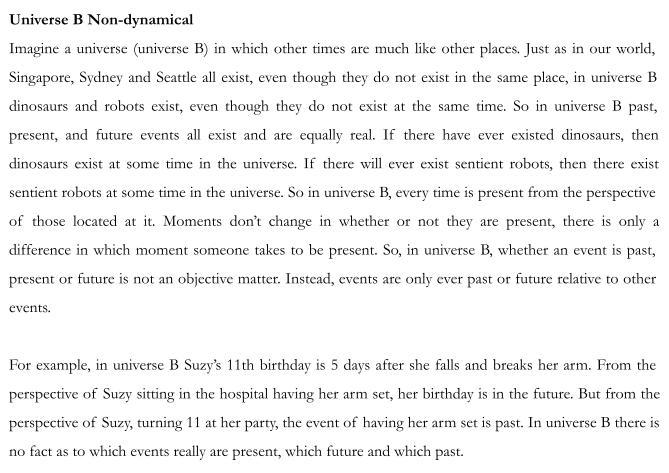 Universe B Non-dynamical
Imagine a universe (universe B) in which other times are much like other places. Just as in our world,
Singapore, Sydney and Seattle all exist, even though they do not exist in the same place, in universe B
dinosaurs and robots exist, even though they do not exist at the same time. So in universe B past,
present, and future events all exist and are equally real. If there have ever existed dinosaurs, then
dinosaurs exist at some time in the universe. If there will ever exist sentient robots, then there exist
sentient robots at some time in the universe. So in universe B, every time is present from the perspective
of those located at it. Moments don’t change in whether or not they are present, there is only a
difference in which moment someone takes to be present. So, in universe B, whether an event is past,
present or future is not an objective matter. Instead, events are only ever past or future relative to other
events.
For example, in universe B Suzy’s 11th birthday is 5 days after she falls and breaks her arm. From the
perspective of Suzy sitting in the hospital having her arm set, her birthday is in the future. But from the
perspective of Suzy, turning 11 at her party, the event of having her arm set is past. In universe B there is
no fact as to which events really are present, which future and which past.